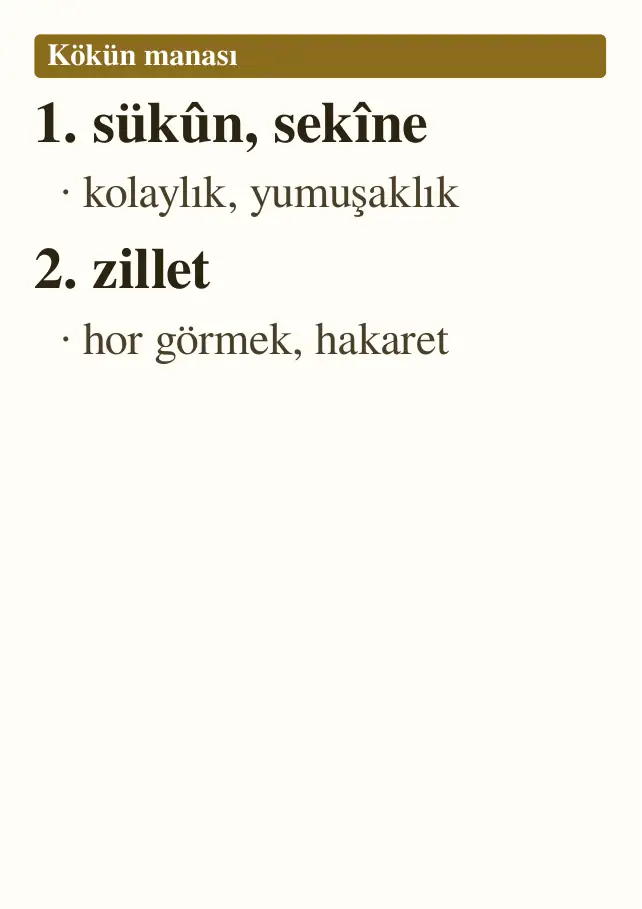 Kökün manası
1. sükûn, sekîne
· kolaylık, yumuşaklık
2. zillet
· hor görmek, hakaret